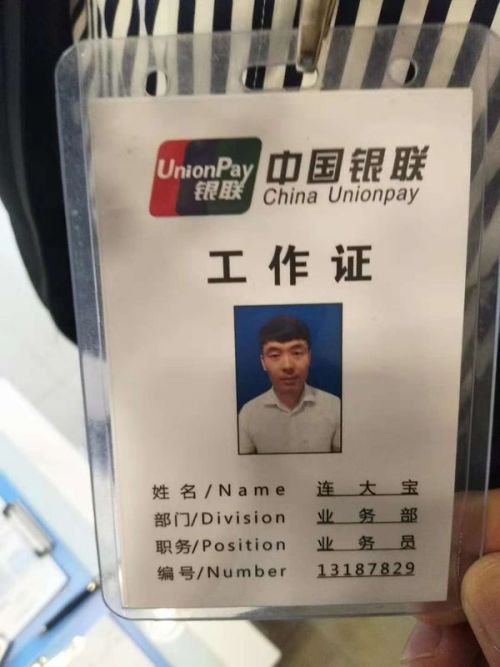 UnionPay 中国银联
银联 China Unionpay
工作证
姓名/Name 连大宝
部门/Division 业务部
职务/Position 业务员
编号/Number 13187829